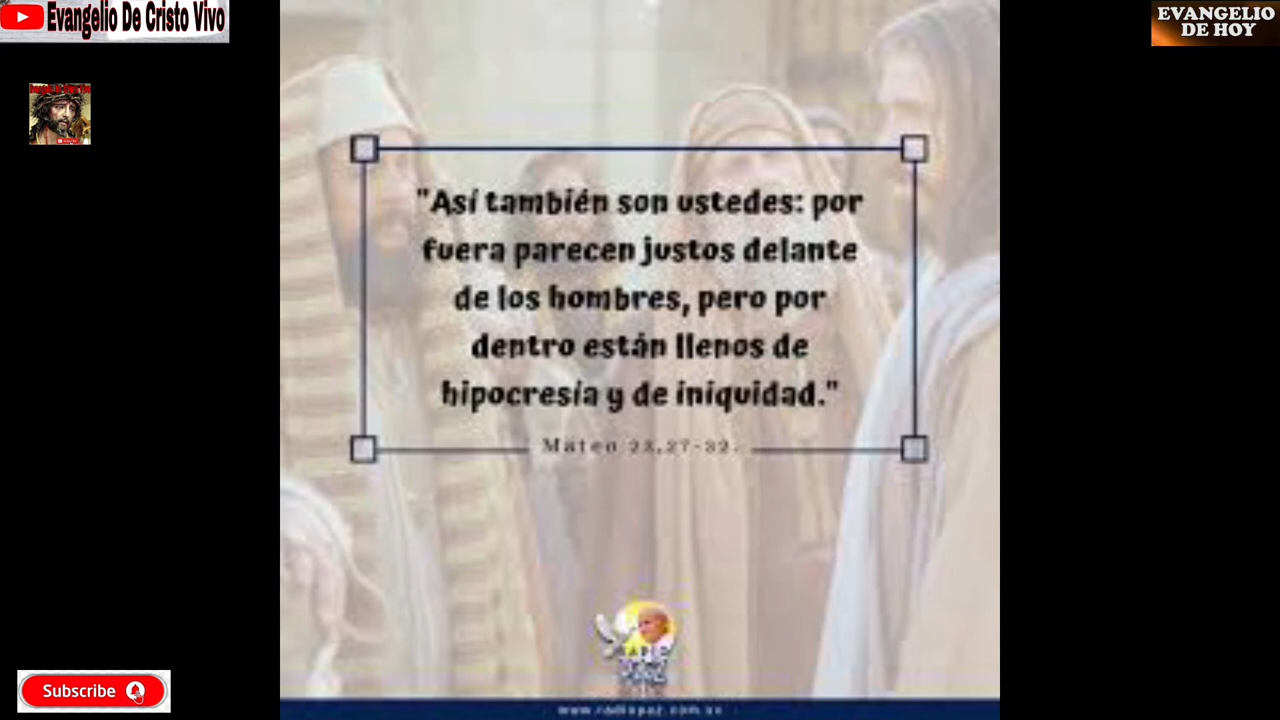 Evangelio De Cristo Vivo
EVANGELIO
DE HOY
"Así también son ustedes: por
fuera parecen justos delante
de los hombres, pero por
dentro están llenos de
hipocresía y de iniquidad."
Mateo 23,27-32.
Subscribe